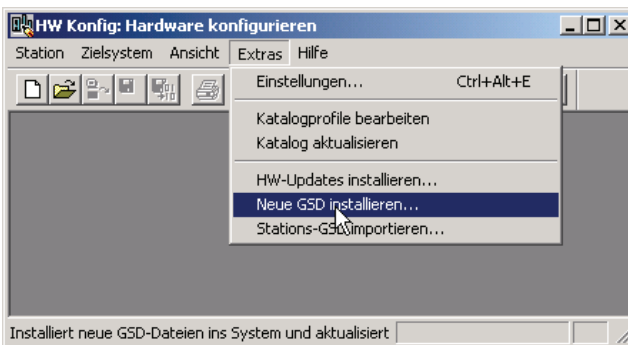 HW Konfig: Hardware konfigurieren
Station Zielsystem Ansicht Extras Hilfe
Einstellungen... Ctrl+Alt+E
Katalogprofile bearbeiten
Katalog aktualisieren
HW-Updates installieren...
Neue GSD installieren...
Stations-GSD importieren...
Installiert neue GSD-Dateien ins System und aktualisiert